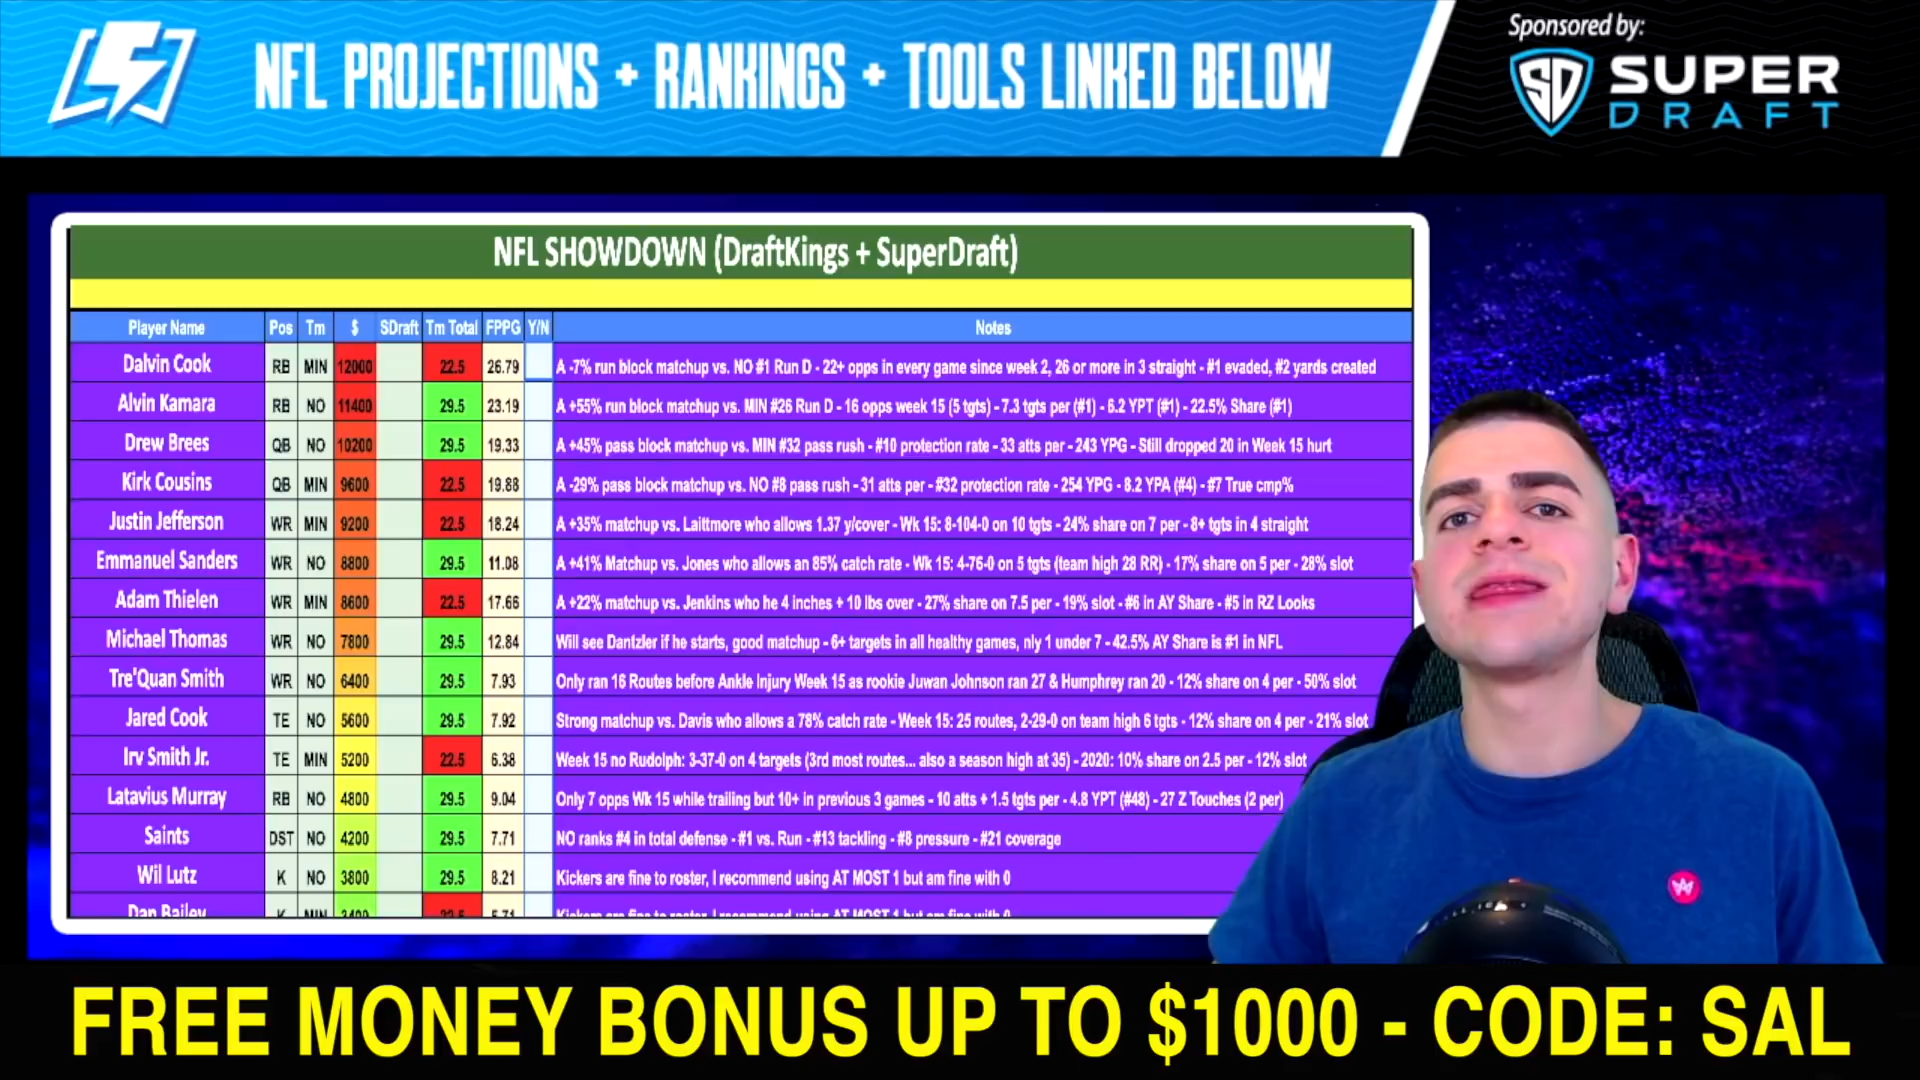 NFL PROJECTIONS + RANKINGS + TOOLS LINKED BELOW
Sponsored by:
SD SUPER
DRAFT
NFL SHOWDOWN (DraftKings + SuperDraft)
Player Name Pos Tm $ SDraft Tm Total FPPG Y/N Notes
Dalvin Cook RB MIN 12000 22.5 26.79 A -7% run block matchup vs. NO #1 Run D - 22+ opps in every game since week 2, 26 or more in 3 straight - #1 evaded, #2 yards created
Alvin Kamara RB NO 11400 29.5 23.19 A +55% run block matchup vs. MIN #26 Run D - 16 opps week 15 (5 tgts) - 7.3 tgts per (#1) - 6.2 YPT (#1) - 22.5% Share (#1)
Drew Brees QB NO 10200 29.5 19.33 A +45% pass block matchup vs. MIN #32 pass rush - #10 protection rate - 33 atts per - 243 YPG - Still dropped 20 in Week 15 hurt
Kirk Cousins QB MIN 9600 22.5 19.88 A -29% pass block matchup vs. NO #8 pass rush - 31 atts per - #32 protection rate - 254 YPG - 8.2 YPA (#4) - #7 True cmp%
Justin Jefferson WR MIN 9200 22.5 18.24 A +35% matchup vs. Laittmore who allows 1.37 y/cover - Wk 15: 8-104-0 on 10 tgts - 24% share on 7 per - 8+ tgts in 4 straight
Emmanuel Sanders WR NO 8800 29.5 11.08 A +41% Matchup vs. Jones who allows an 85% catch rate - Wk 15: 4-76-0 on 5 tgts (team high 28 RR) - 17% share on 5 per - 28% slot
Adam Thielen WR MIN 8600 22.5 17.66 A +22% matchup vs. Jenkins who he 4 inches + 10 lbs over - 27% share on 7.5 per - 19% slot - #6 in AY Share - #5 in RZ Looks
Michael Thomas WR NO 7800 29.5 12.84 Will see Dantzler if he starts, good matchup - 6+ targets in all healthy games, nly 1 under 7 - 42.5% AY Share is #1 in NFL
Tre'Quan Smith WR NO 6400 29.5 7.93 Only ran 16 Routes before Ankle Injury Week 15 as rookie Juwan Johnson ran 27 & Humphrey ran 20 - 12% share on 4 per - 50% slot
Jared Cook TE NO 5600 29.5 7.92 Strong matchup vs. Davis who allows a 78% catch rate - Week 15: 25 routes, 2-29-0 on team high 6 tgts - 12% share on 4 per - 21% slot
Irv Smith Jr. TE MIN 5200 22.5 6.38 Week 15 no Rudolph: 3-37-0 on 4 targets (3rd most routes... also a season high at 35) - 2020: 10% share on 2.5 per - 12% slot
Latavius Murray RB NO 4800 29.5 9.04 Only 7 opps Wk 15 while trailing but 10+ in previous 3 games - 10 atts + 1.5 tgts per - 4.8 YPT (#48) - 27 Z Touches (2 per)
Saints DST NO 4200 29.5 7.71 NO ranks #4 in total defense - #1 vs. Run - #13 tackling - #8 pressure - #21 coverage
Wil Lutz K NO 3800 29.5 8.21 Kickers are fine to roster, I recommend using AT MOST 1 but am fine with 0
Dan Bailey K MIN 3400 22.5 5.71 Kickers are fine to roster, I recommend using AT MOST 1 but am fine with 0
FREE MONEY BONUS UP TO $1000 - CODE: SAL